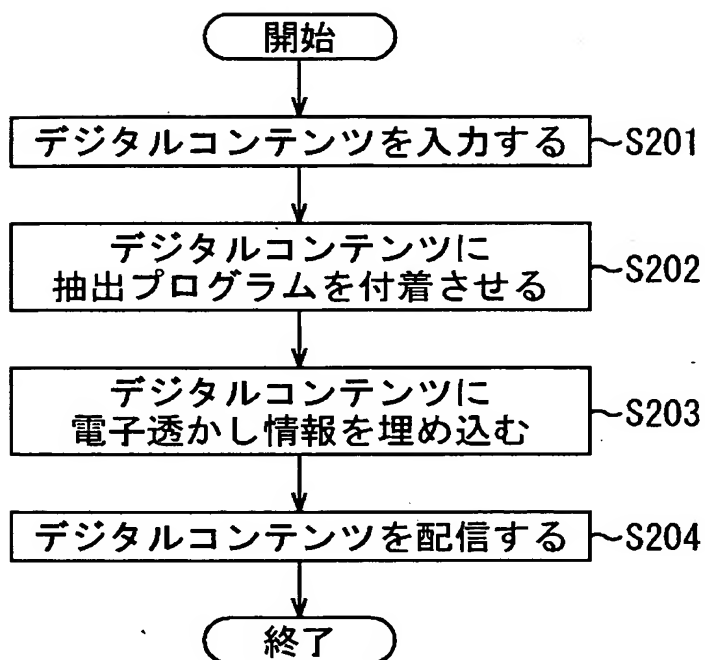 開始
デジタルコンテンツを入力する ~S201
デジタルコンテンツに
抽出プログラムを付着させる ~S202
デジタルコンテンツに
電子透かし情報を埋め込む ~S203
デジタルコンテンツを配信する ~S204
終了